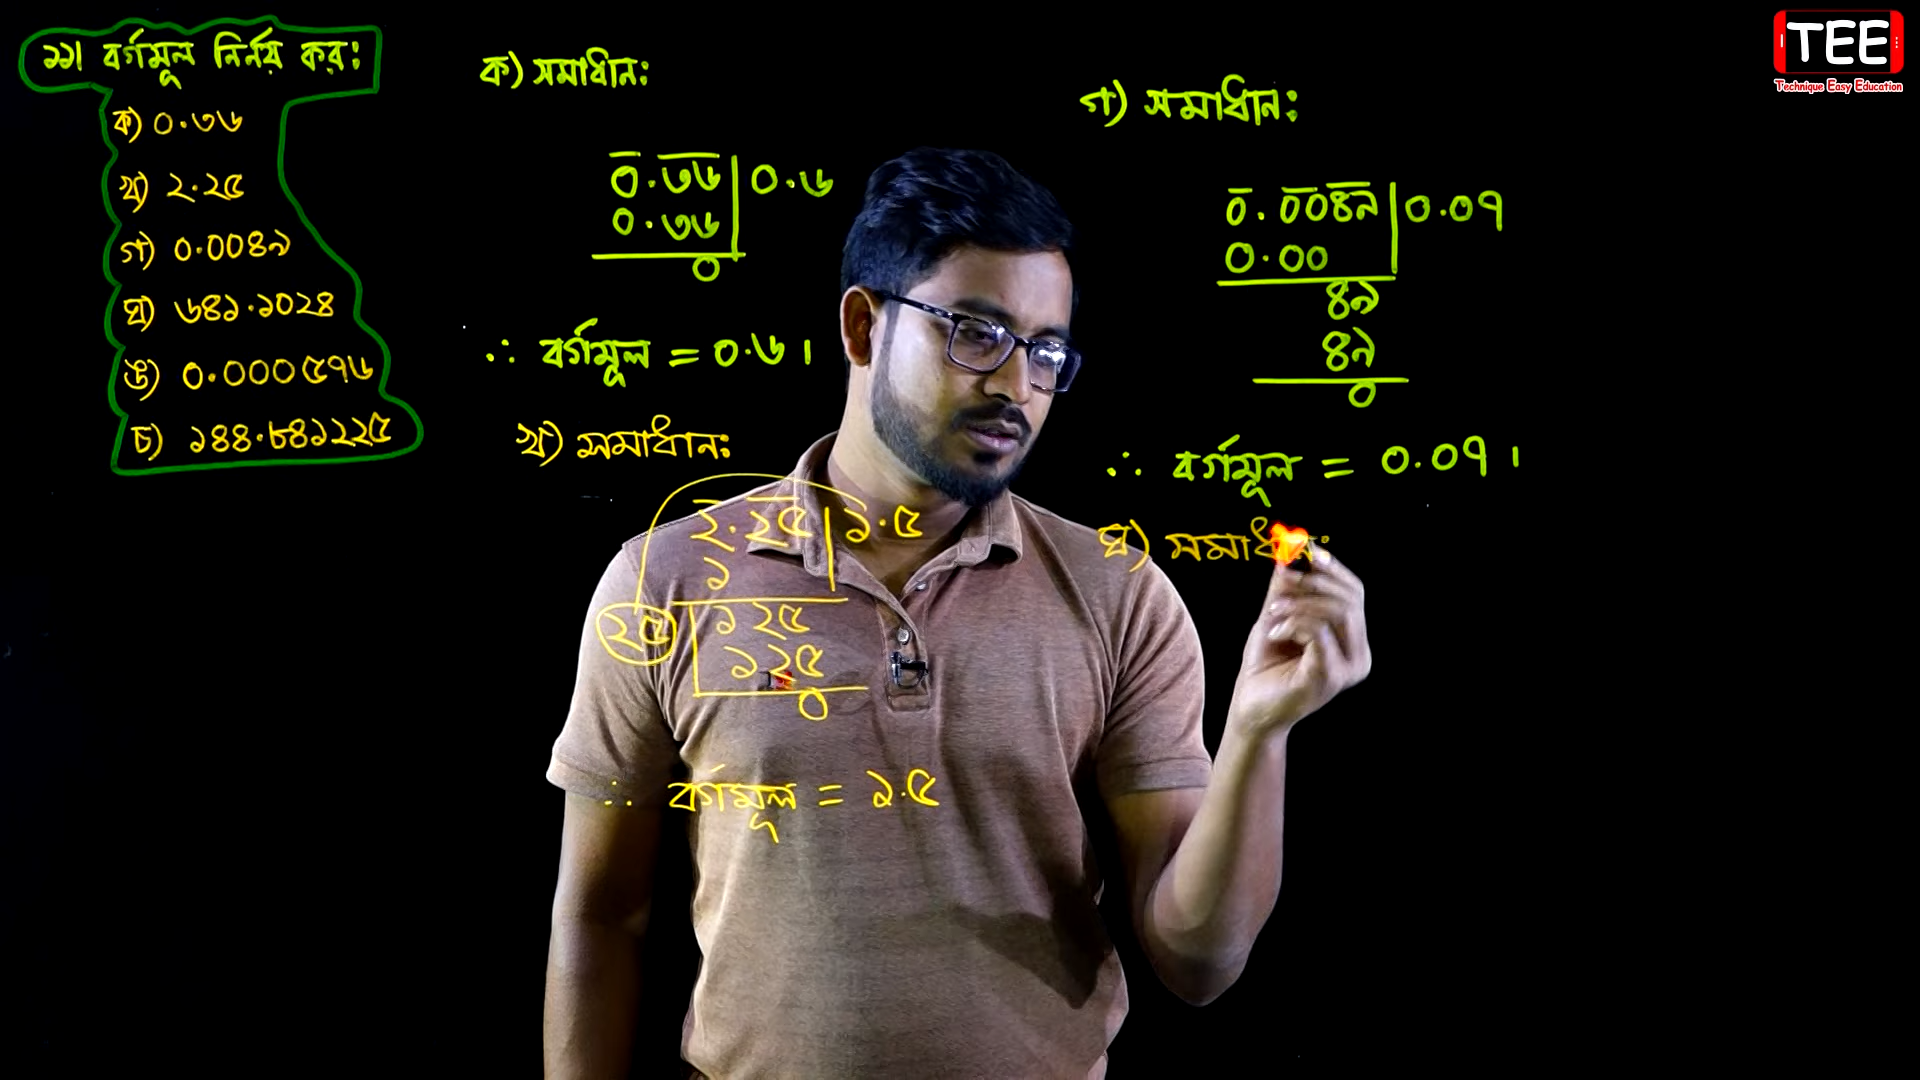 ১১। বর্গমূল নির্নয় কর:
ক) ০.৩৬
খ) ২.২৫
গ) ০.০০৪৯
ঘ) ৬৪১.১০২৪
ঙ) ০.০০০৫৭৬
চ) ১৪৪.৮৪১২২৫
ক) সমাধান:
০.৩৬ ০.৬
০.৩৬
০
∴ বর্গমূল = ০.৬।
খ) সমাধান:
২.২৫ ১.৫
১
২৫ ১২৫
১২৫
০
∴ বর্গমূল = ১.৫
গ) সমাধান:
০.০০৪৯ ০.০৭
০.০০
৪৯
৪৯
০
∴ বর্গমূল = ০.০৭।
ঘ) সমাধান:
TEE
Technique Easy Education